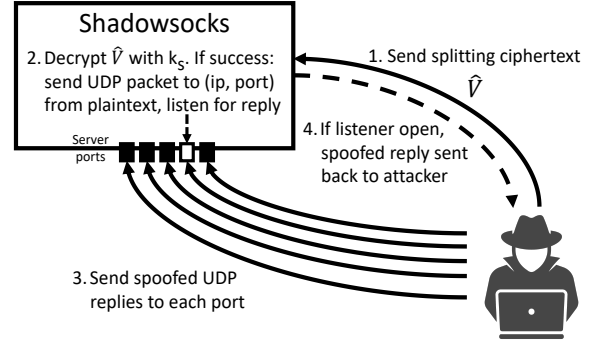 Shadowsocks
2. Decrypt V̂ with kₛ. If success:
send UDP packet to (ip, port)
from plaintext, listen for reply
Server
ports
1. Send splitting ciphertext
V̂
4. If listener open,
spoofed reply sent
back to attacker
3. Send spoofed UDP
replies to each port